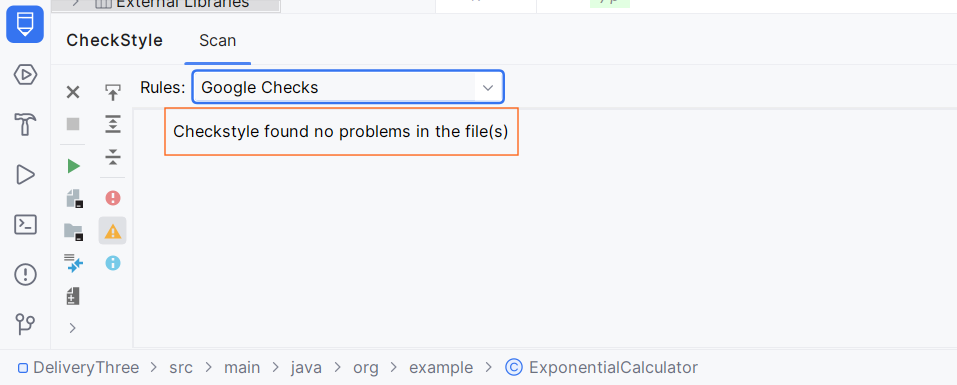 External Libraries
CheckStyle Scan
Rules: Google Checks
Checkstyle found no problems in the file(s)
DeliveryThree > src > main > java > org > example > ExponentialCalculator